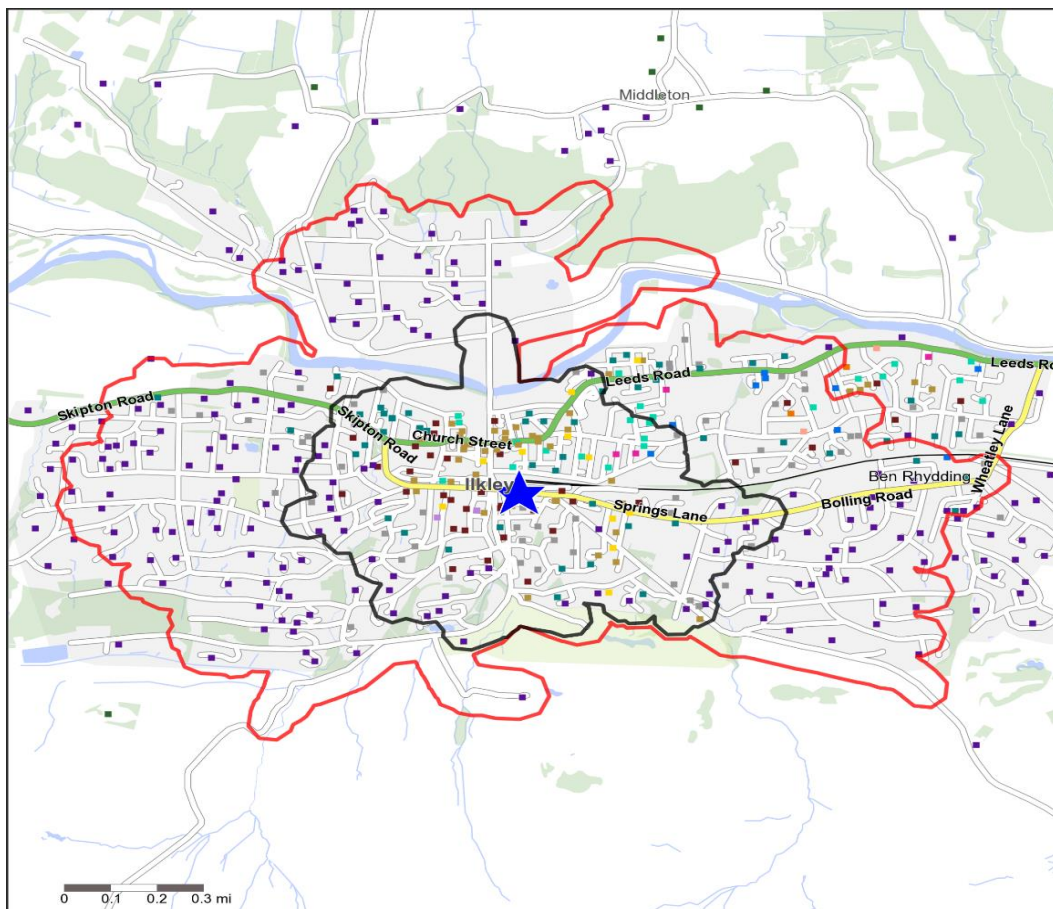 Middleton
Leeds Ro
Leeds Road
Skipton Road
Skipton Road
Church Street
Wheatley Lane
Ben Rhydding
Ilkley
Bolling Road
Springs Lane
0 0.1 0.2 0.3 mi